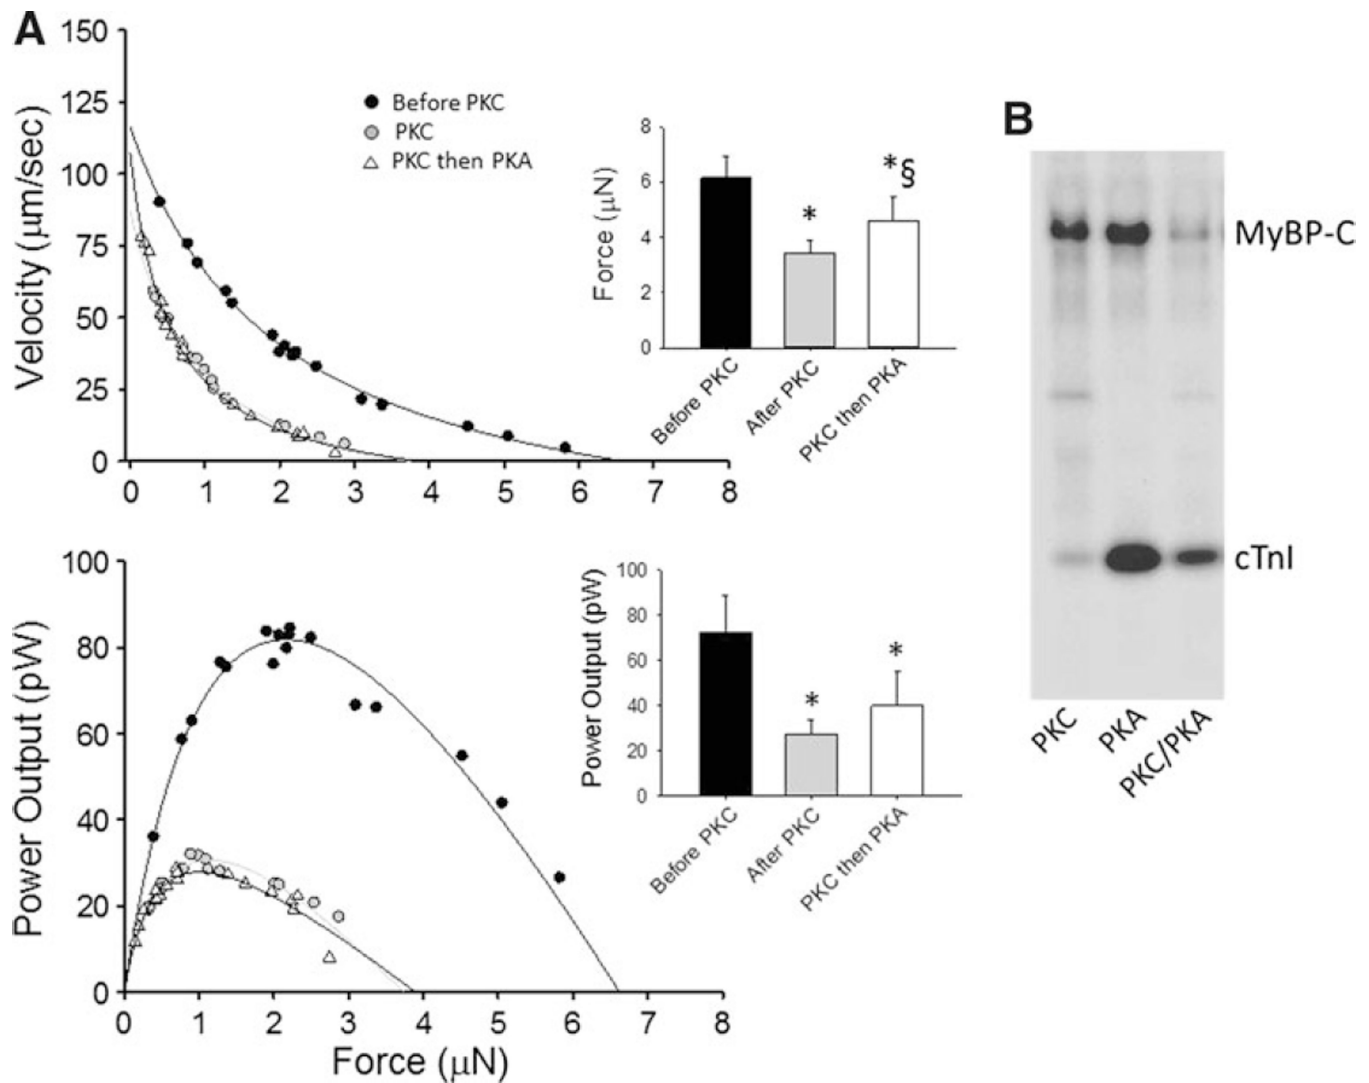 A
150
125
100
75
50
25
0
Velocity (μm/sec)
0 1 2 3 4 5 6 7 8
Before PKC
PKC
PKC then PKA
8
6
4
2
0
Force (μN)
*
*§
Before PKC
After PKC
PKC then PKA
B
MyBP-C
cTnI
PKC
PKA
PKC/PKA
100
80
60
40
20
0
Power Output (pW)
0 1 2 3 4 5 6 7 8
Force (μN)
100
80
60
40
20
0
Power Output (pW)
*
*
Before PKC
After PKC
PKC then PKA